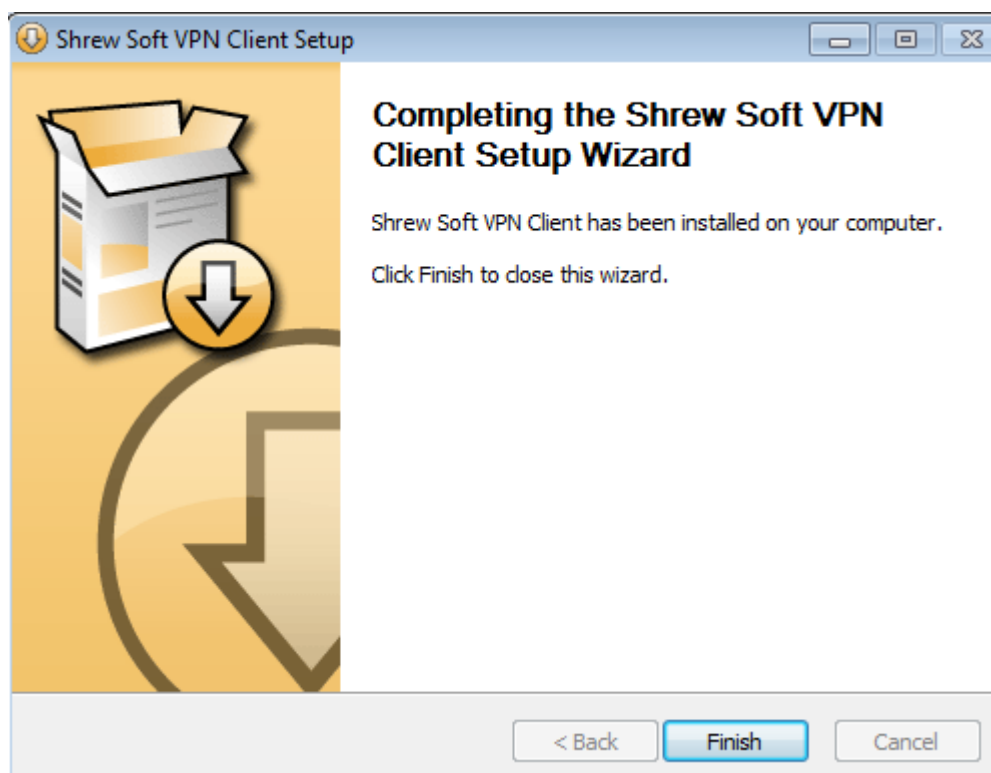 Shrew Soft VPN Client Setup
Completing the Shrew Soft VPN
Client Setup Wizard
Shrew Soft VPN Client has been installed on your computer.
Click Finish to close this wizard.
< Back Finish Cancel